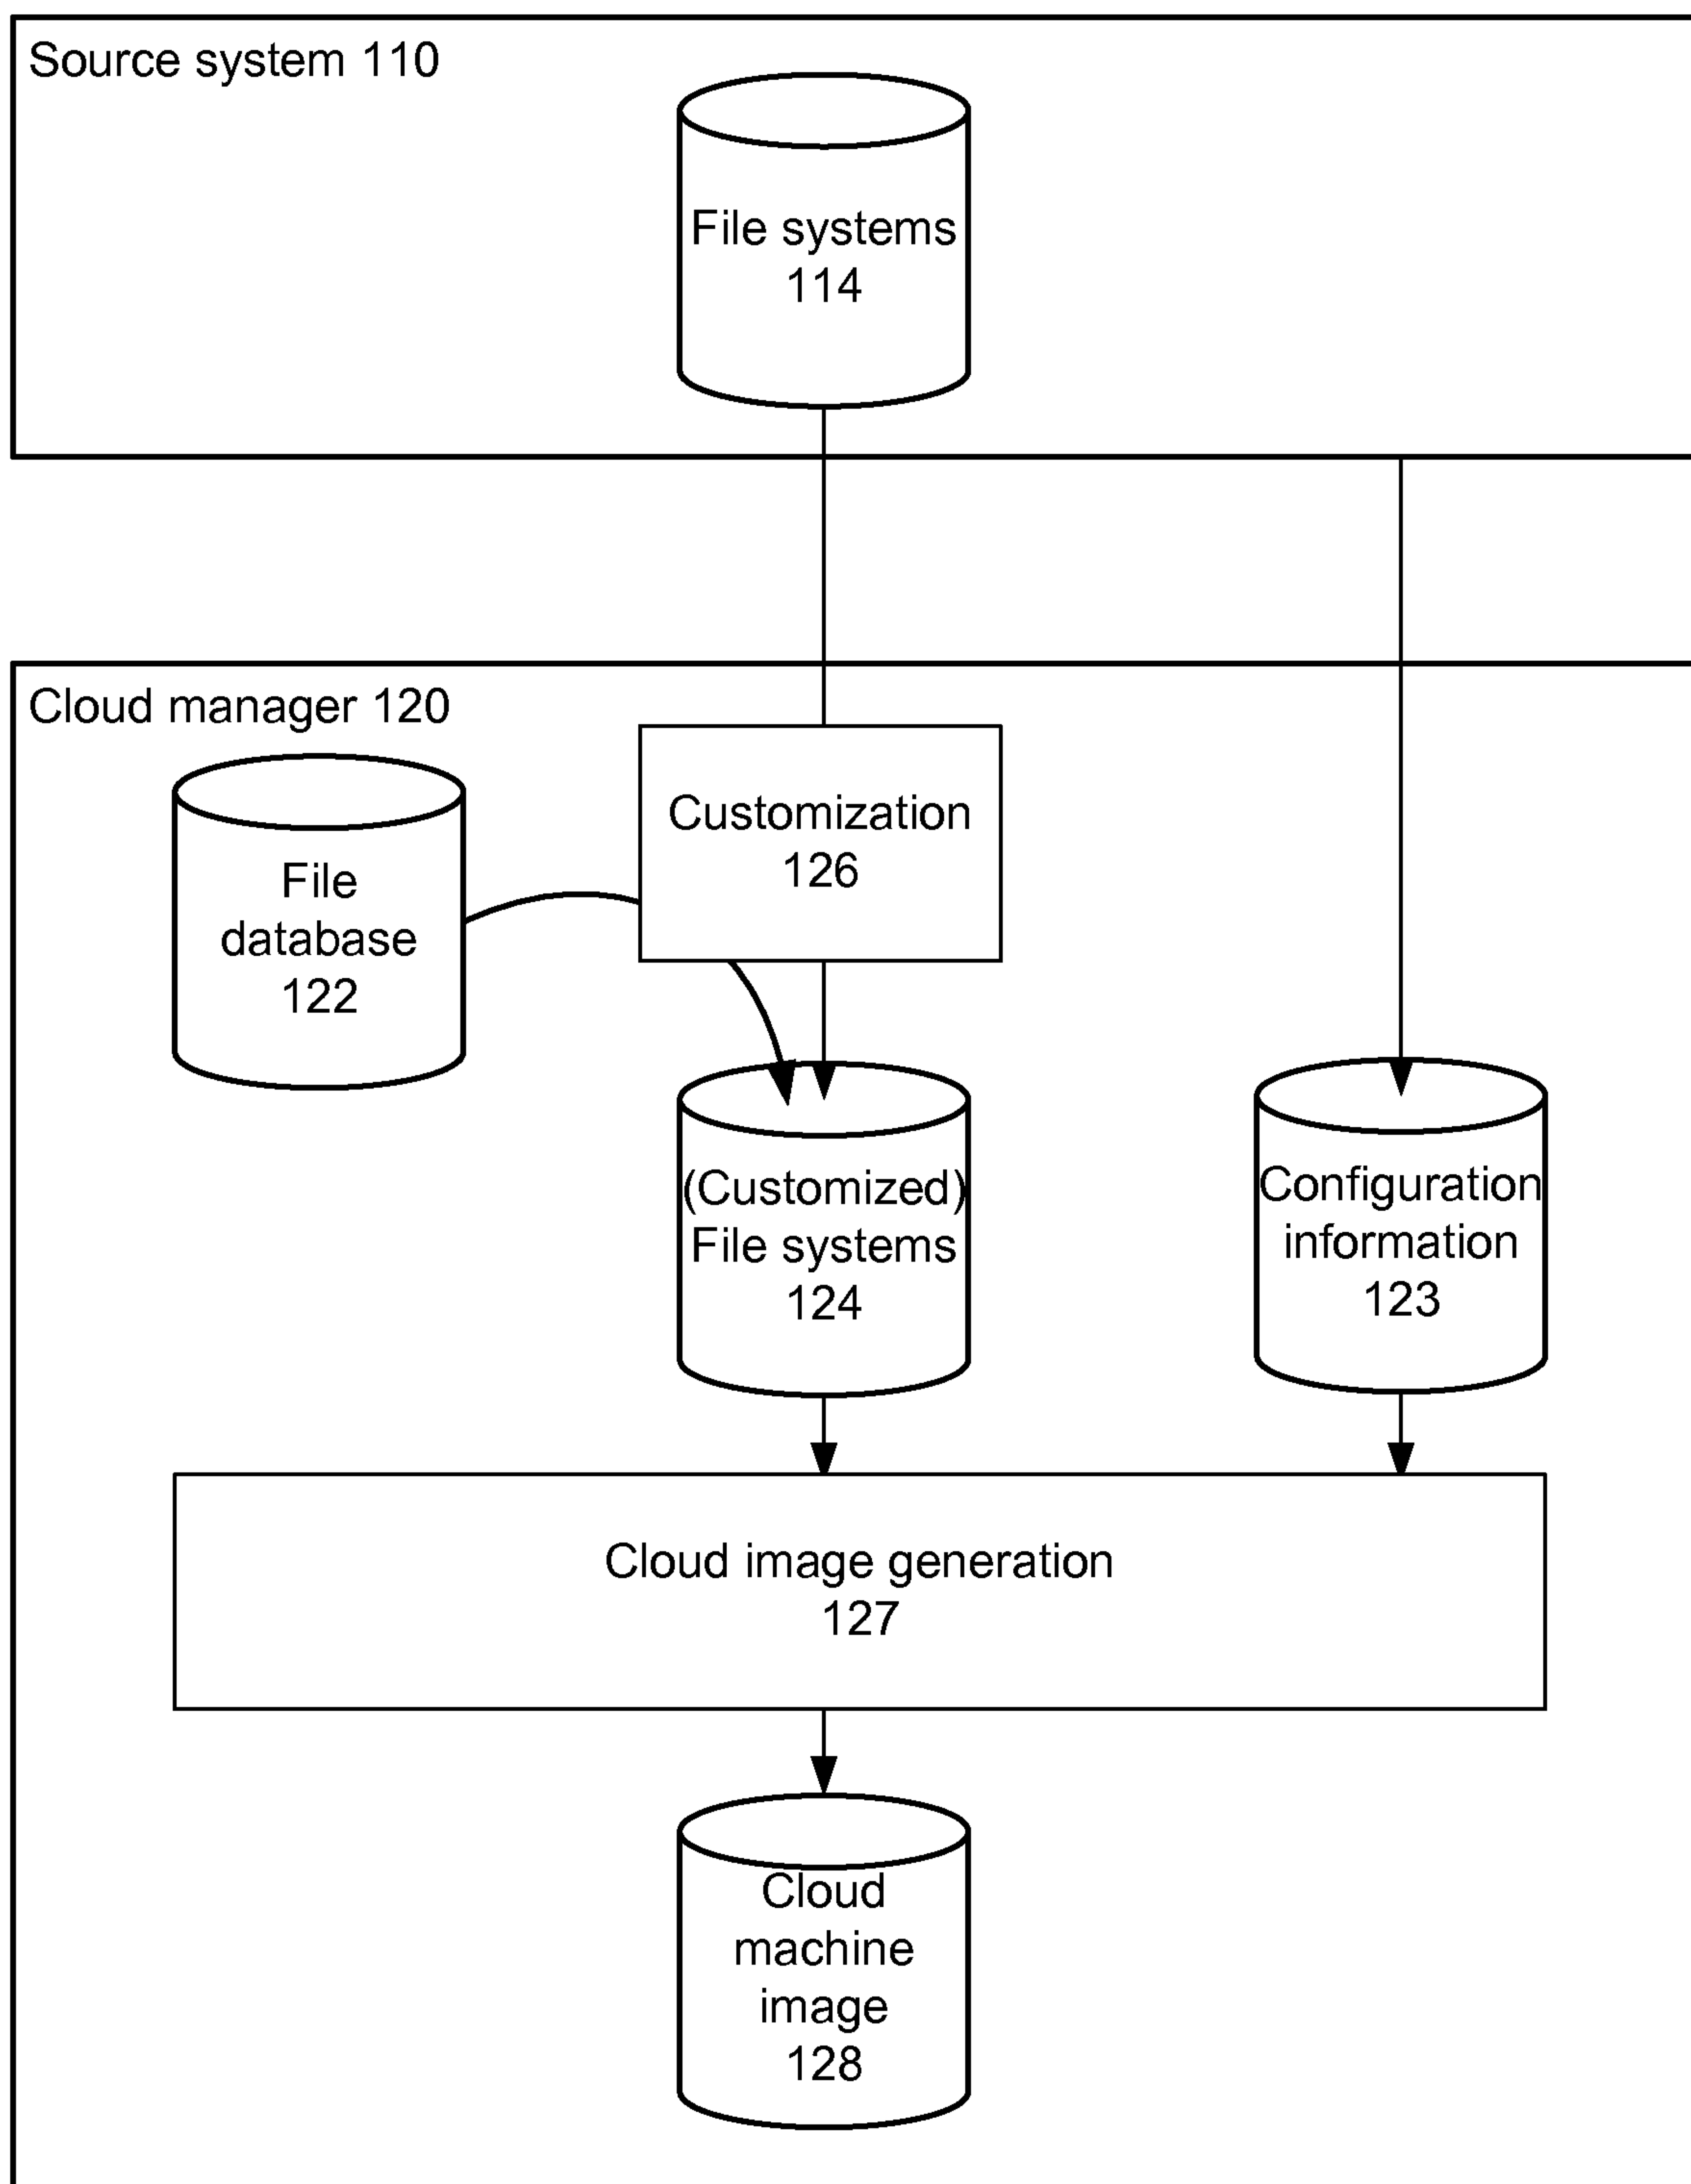 Source system 110
File systems
114
Cloud manager 120
Customization
126
File
database
122
(Customized)
File systems
124
Configuration
information
123
Cloud image generation
127
Cloud
machine
image
128